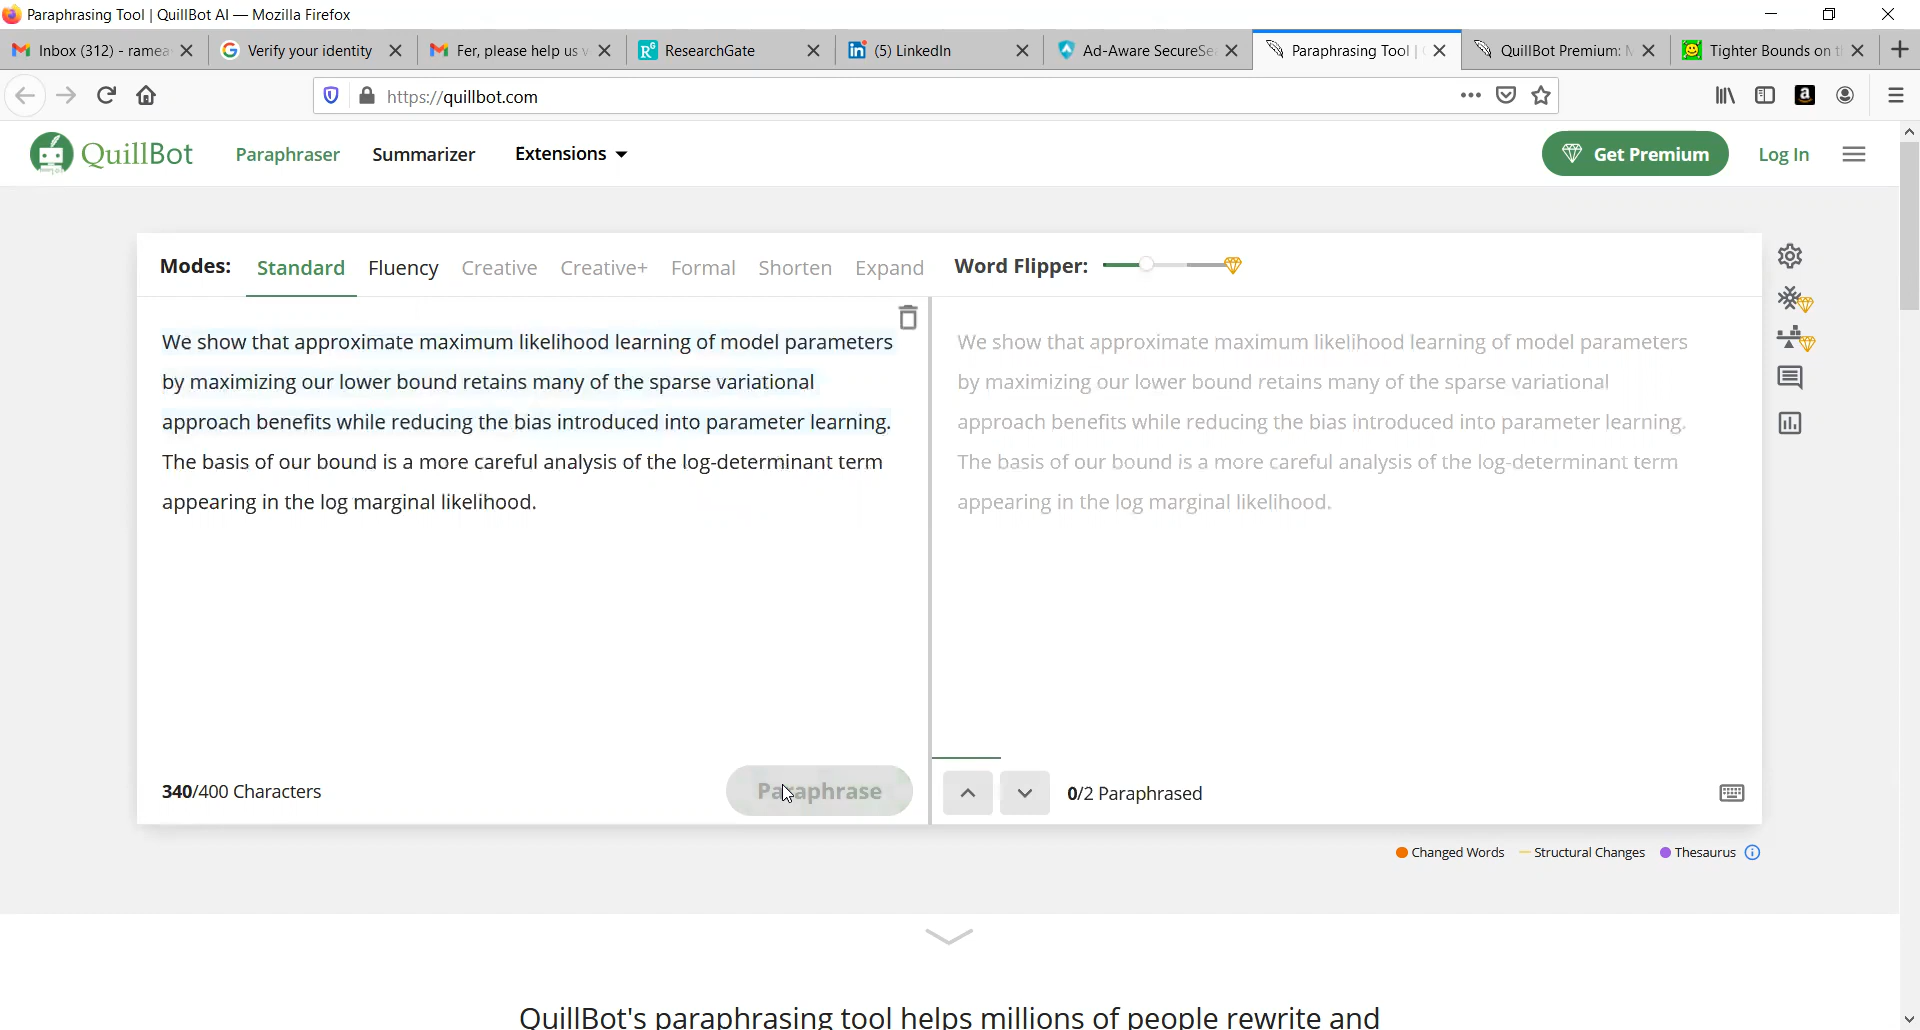 Paraphrasing Tool | QuillBot AI — Mozilla Firefox
Inbox (312) - ramea
Verify your identity
Fer, please help us v
ResearchGate
(5) LinkedIn
Ad-Aware SecureSe
Paraphrasing Tool |
QuillBot Premium:
Tighter Bounds on t
https://quillbot.com
QuillBot
Paraphraser
Summarizer
Extensions
Get Premium
Log In
Modes:
Standard
Fluency
Creative
Creative+
Formal
Shorten
Expand
Word Flipper:
We show that approximate maximum likelihood learning of model parameters
by maximizing our lower bound retains many of the sparse variational
approach benefits while reducing the bias introduced into parameter learning.
The basis of our bound is a more careful analysis of the log-determinant term
appearing in the log marginal likelihood.
340/400 Characters
Paraphrase
We show that approximate maximum likelihood learning of model parameters
by maximizing our lower bound retains many of the sparse variational
approach benefits while reducing the bias introduced into parameter learning.
The basis of our bound is a more careful analysis of the log-determinant term
appearing in the log marginal likelihood.
0/2 Paraphrased
Changed Words
Structural Changes
Thesaurus
QuillBot's paraphrasing tool helps millions of people rewrite and